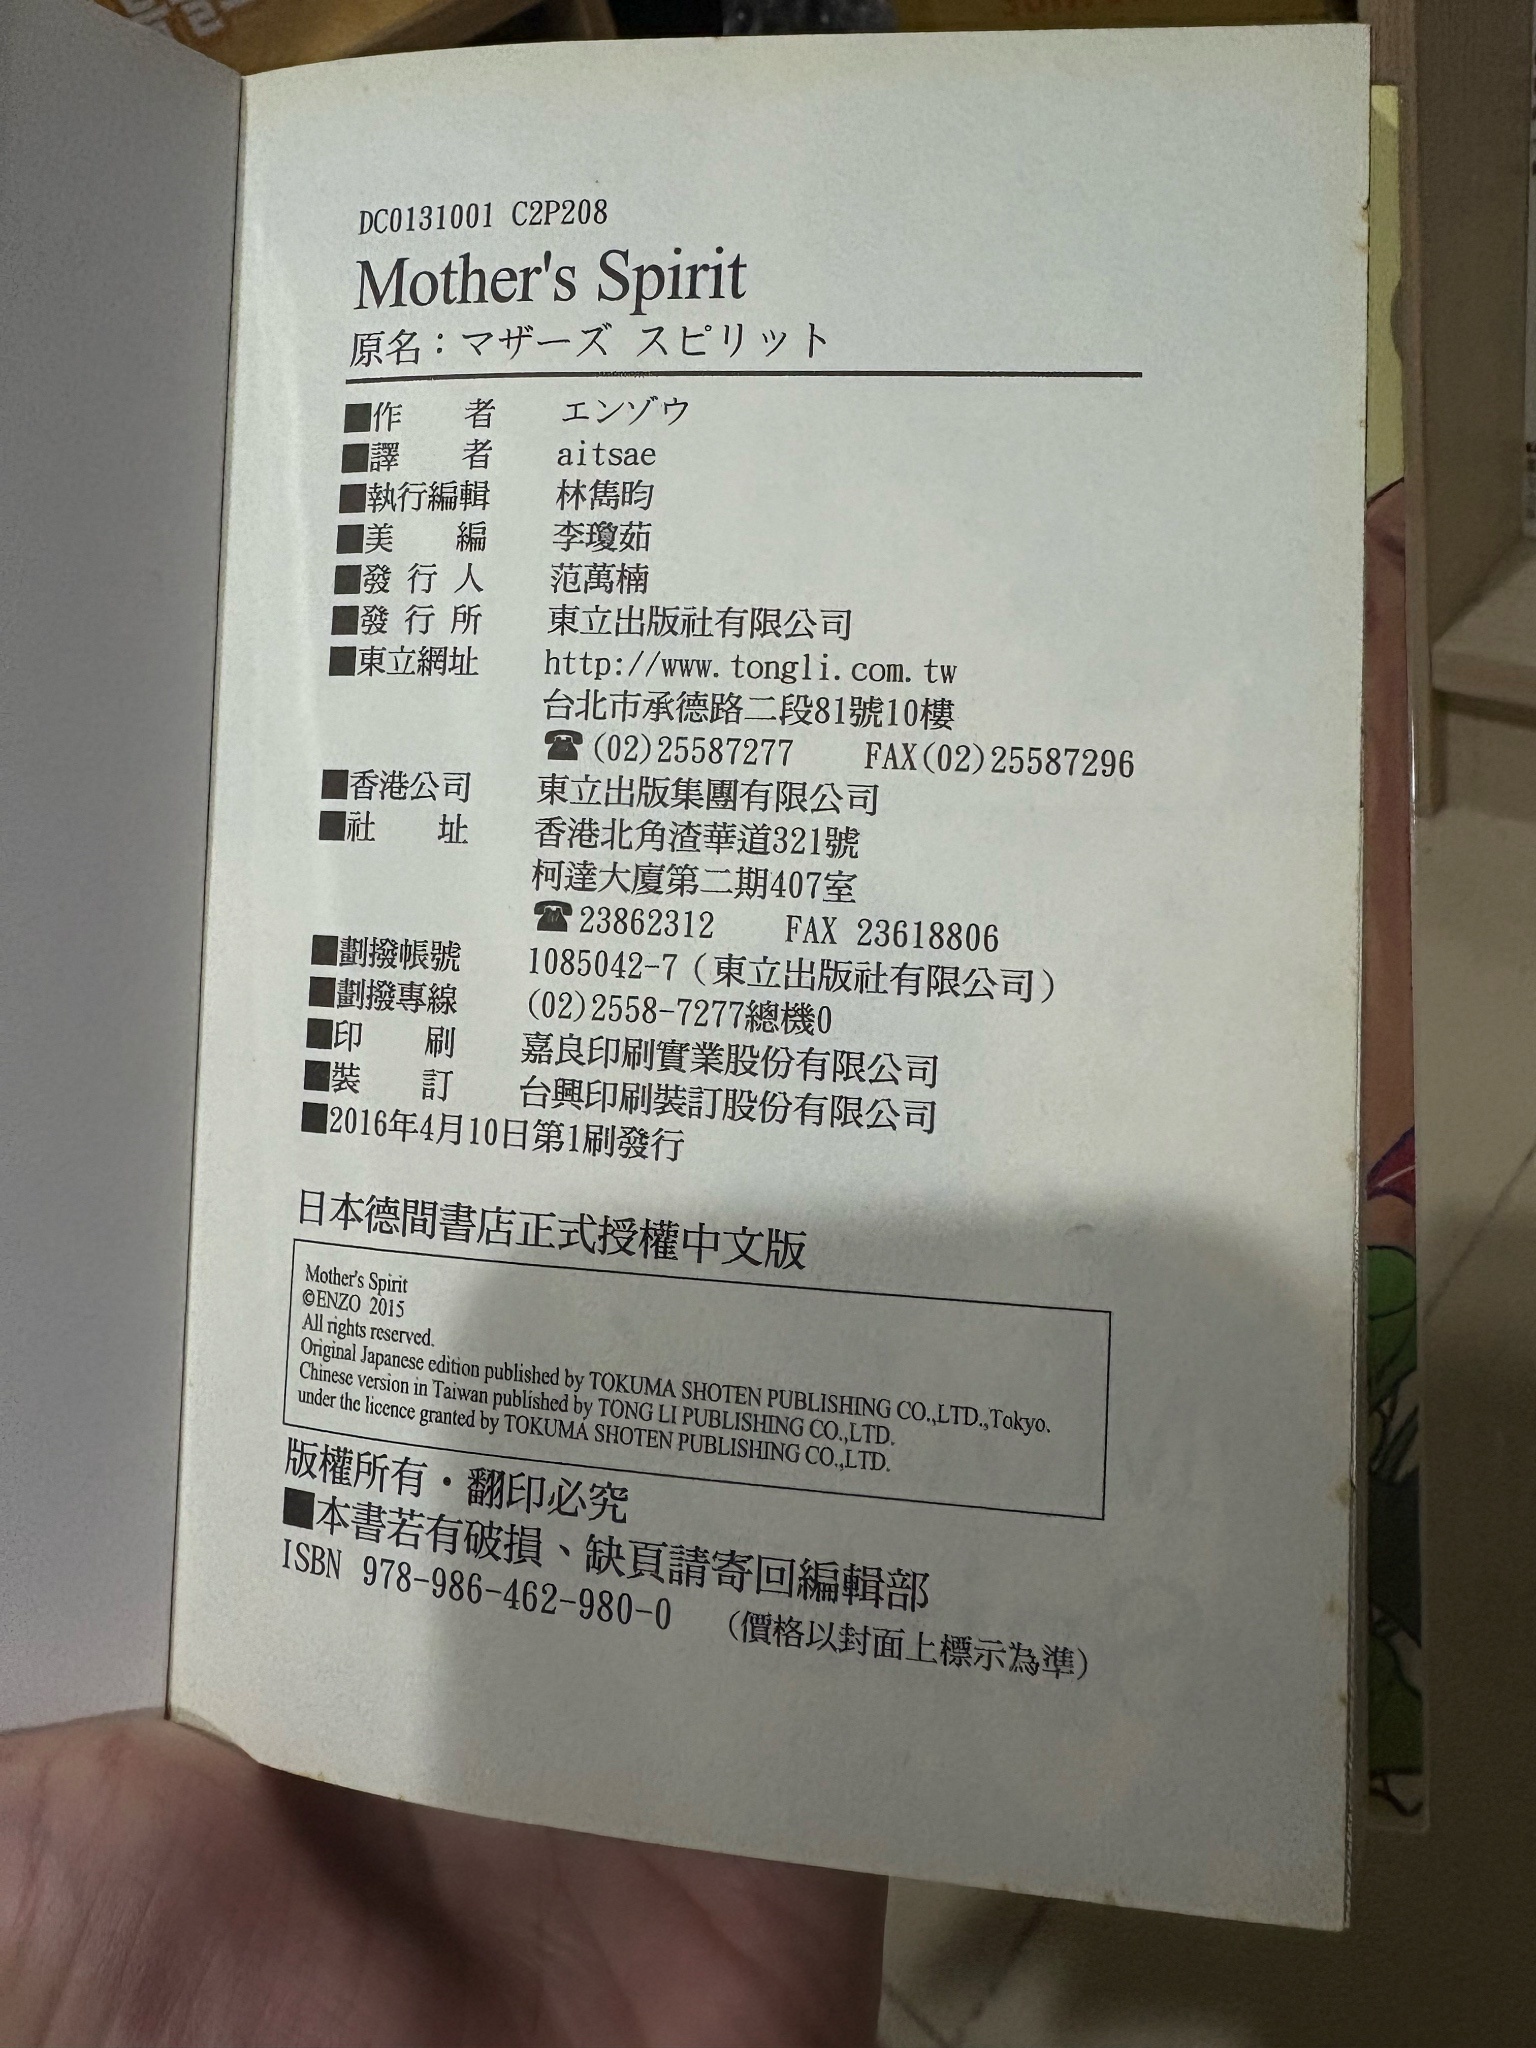 DC0131001 C2P208
Mother's Spirit
原名：マザーズ スピリット
■作者 エンゾウ
■譯者 aitsae
■執行編輯 林雋昀
■美編 李瓊茹
■發行人 范萬楠
■發行所 東立出版社有限公司
■東立網址 http://www.tongli.com.tw
台北市承德路二段81號10樓
☎(02)25587277 FAX(02)25587296
■香港公司 東立出版集團有限公司
■社址 香港北角渣華道321號
柯達大廈第二期407室
☎23862312 FAX 23618806
■劃撥帳號 1085042-7（東立出版社有限公司）
■劃撥專線 (02)2558-7277總機0
■印刷 嘉良印刷實業股份有限公司
■裝訂 台興印刷裝訂股份有限公司
■2016年4月10日第1刷發行
日本德間書店正式授權中文版
Mother's Spirit
©ENZO 2015
All rights reserved.
Original Japanese edition published by TOKUMA SHOTEN PUBLISHING CO.,LTD.,Tokyo.
Chinese version in Taiwan published by TONG LI PUBLISHING CO.,LTD.
under the licence granted by TOKUMA SHOTEN PUBLISHING CO.,LTD.
版權所有・翻印必究
■本書若有破損、缺頁請寄回編輯部
ISBN 978-986-462-980-0 （價格以封面上標示為準）